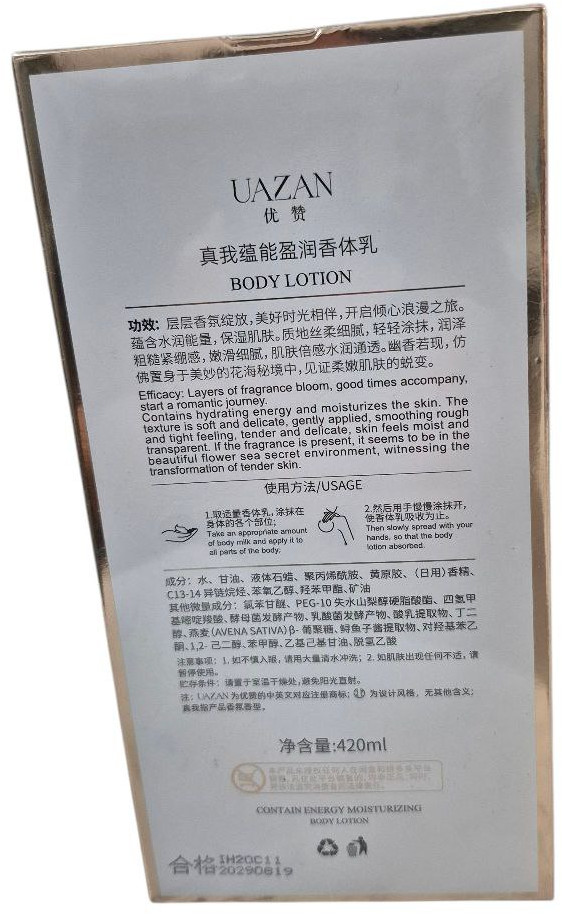 UAZAN
优赞
真我蕴能盈润香体乳
BODY LOTION
功效: 层层香氛绽放,美好时光相伴,开启倾心浪漫之旅。
蕴含水润能量,保湿肌肤。质地丝柔细腻,轻轻涂抹,润泽
粗糙紧绷感,嫩滑细腻,肌肤倍感水润通透。幽香若现,仿
佛置身于美妙的花海秘境中,见证柔嫩肌肤的蜕变。
Efficacy: Layers of fragrance bloom, good times accompany,
start a romantic journey.
Contains hydrating energy and moisturizes the skin. The
texture is soft and delicate, gently applied, smoothing rough
and tight feeling, tender and delicate, skin feels moist and
transparent. If the fragrance is present, it seems to be in the
beautiful flower sea secret environment, witnessing the
transformation of tender skin.
使用方法/USAGE
1.取适量香体乳,涂抹在
身体的各个部位;
Take an appropriate amount
of body milk and apply it to
all parts of the body;
2.然后用手慢慢涂抹开,
使香体乳吸收为止。
Then slowly spread with your
hands, so that the body
lotion absorbed.
成分: 水、甘油、液体石蜡、聚丙烯酰胺、黄原胶、(日用)香精、
C13-14 异链烷烃、苯氧乙醇、羟苯甲酯、矿油
其他微量成分: 氯苯甘醚、PEG-10 失水山梨醇硬脂酸酯、四氢甲
基嘧啶羧酸、酵母菌发酵产物、乳酸菌发酵产物、酸乳提取物、丁二
醇、燕麦(AVENA SATIVA)β-葡聚糖、鲟鱼子酱提取物、对羟基苯乙
酮、1,2-己二醇、苯甲醇、乙基己基甘油、脱氢乙酸
注意事项: 1. 如不慎入眼,请用大量清水冲洗; 2. 如肌肤出现任何不适,请
暂停使用。
贮存条件: 请置于室温干燥处,避免阳光直射。
注: UAZAN 为优赞的中英文对应注册商标; 为设计风格, 无其他含义;
真我指产品香氛香型。
净含量:420ml
CONTAIN ENERGY MOISTURIZING
BODY LOTION
合格 IH20C11
20290819